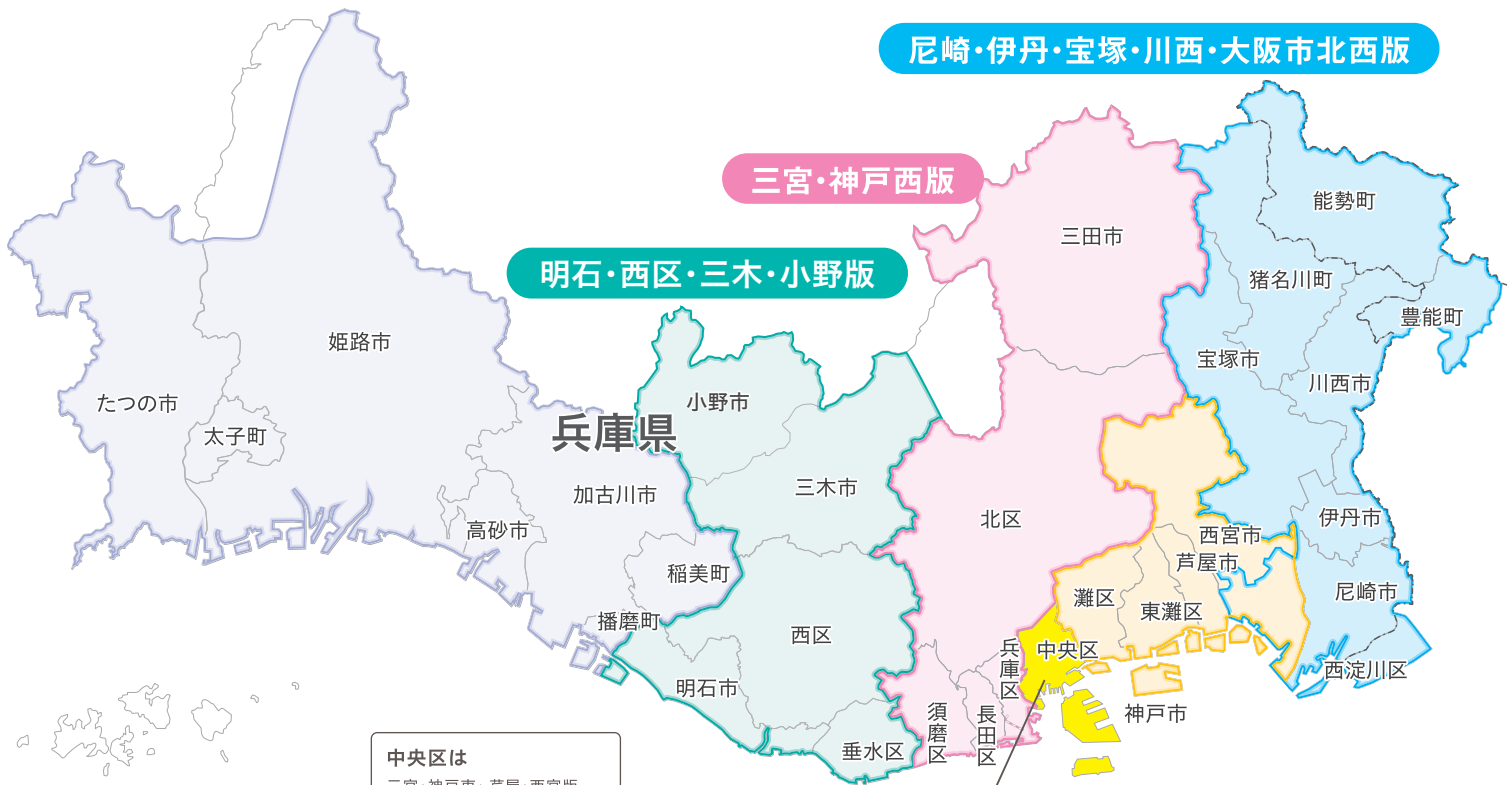 尼崎・伊丹・宝塚・川西・大阪市北西版
三宮・神戸西版
明石・西区・三木・小野版
能勢町
三田市
猪名川町
豊能町
姫路市
宝塚市
川西市
たつの市
小野市
太子町
兵庫県
三木市
加古川市
高砂市
北区
伊丹市
西宮市
芦屋市
稲美町
尼崎市
灘区
東灘区
播磨町
西区
兵庫区
中央区
西淀川区
明石市
須磨区
長田区
神戸市
垂水区
中央区は